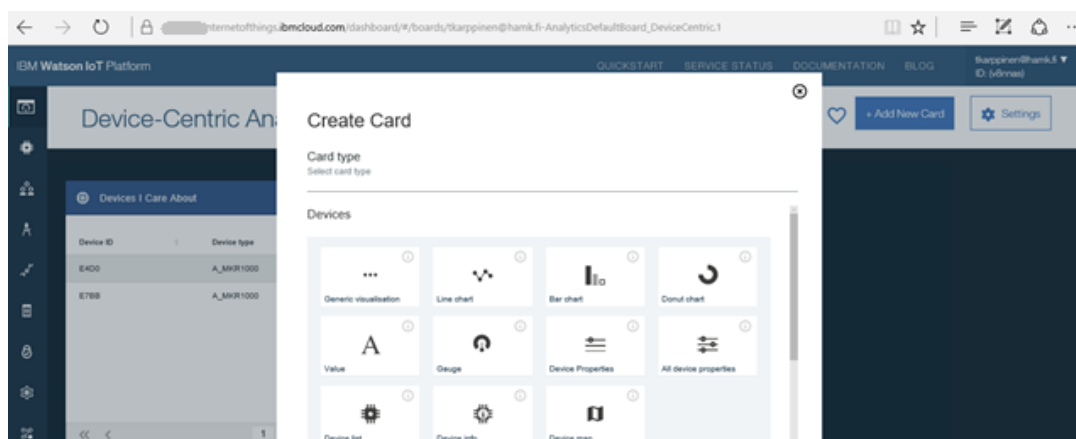 internetofthings.ibmcloud.com/dashboard/#/boards/tkarppinen@hamk.fi-AnalyticsDefaultBoard_DeviceCentric.1
IBM Watson IoT Platform
QUICKSTART SERVICE STATUS DOCUMENTATION BLOG
tkarppinen@hamk.fi
Device-Centric Ana
+ Add New Card
Settings
Create Card
Card type
Select card type
Devices I Care About
Device ID Device type
E4D0 A_MKR1000
E7BB A_MKR1000
1
Devices
Generic visualisation Line chart Bar chart Donut chart
Value Gauge Device Properties All device properties
Device list Device info Device map